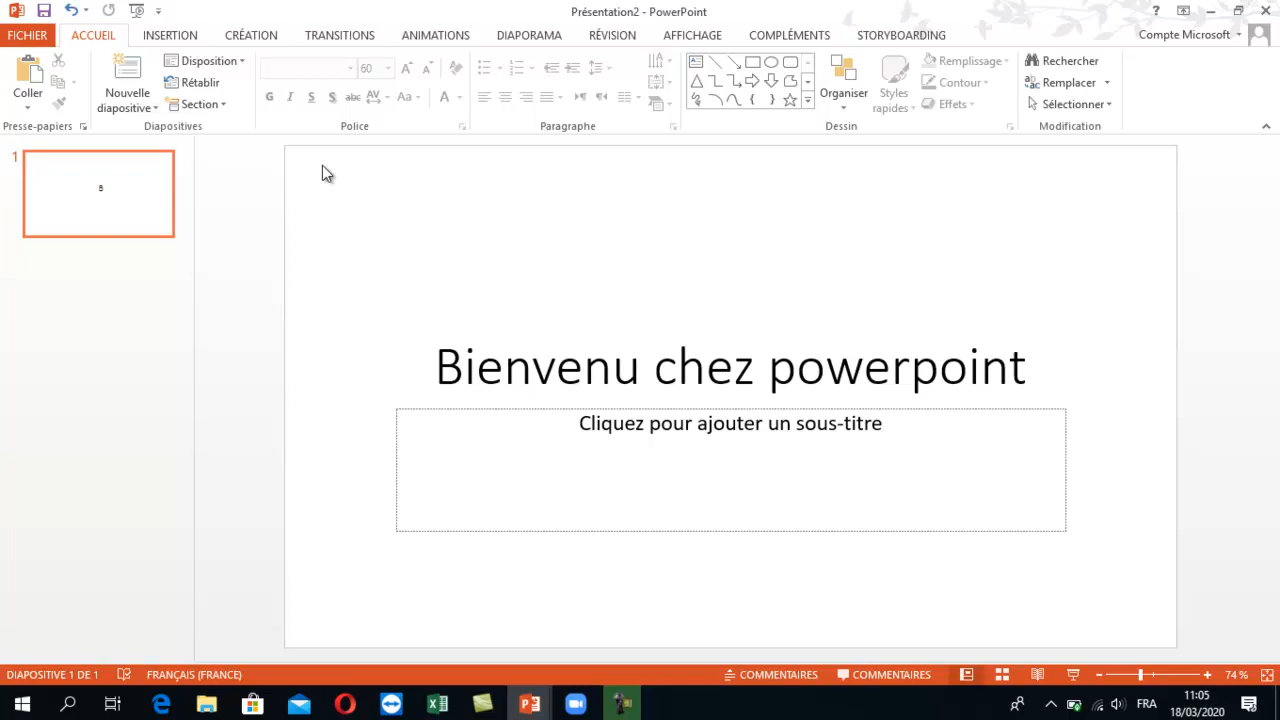 Présentation2 - PowerPoint
?
FICHIER ACCUEIL INSERTION CRÉATION TRANSITIONS ANIMATIONS DIAPORAMA RÉVISION AFFICHAGE COMPLÉMENTS STORYBOARDING Compte Microsoft
Coller
Presse-papiers
Nouvelle diapositive
Disposition
Rétablir
Section
Diapositives
60
G I S S abc AV Aa A
Police
Paragraphe
Organiser
Styles rapides
Remplissage
Contour
Effets
Dessin
Rechercher
Remplacer
Sélectionner
Modification
1
Bienvenu chez powerpoint
Cliquez pour ajouter un sous-titre
DIAPOSITIVE 1 DE 1 FRANÇAIS (FRANCE) COMMENTAIRES COMMENTAIRES 74 %
FRA 11:05
18/03/2020